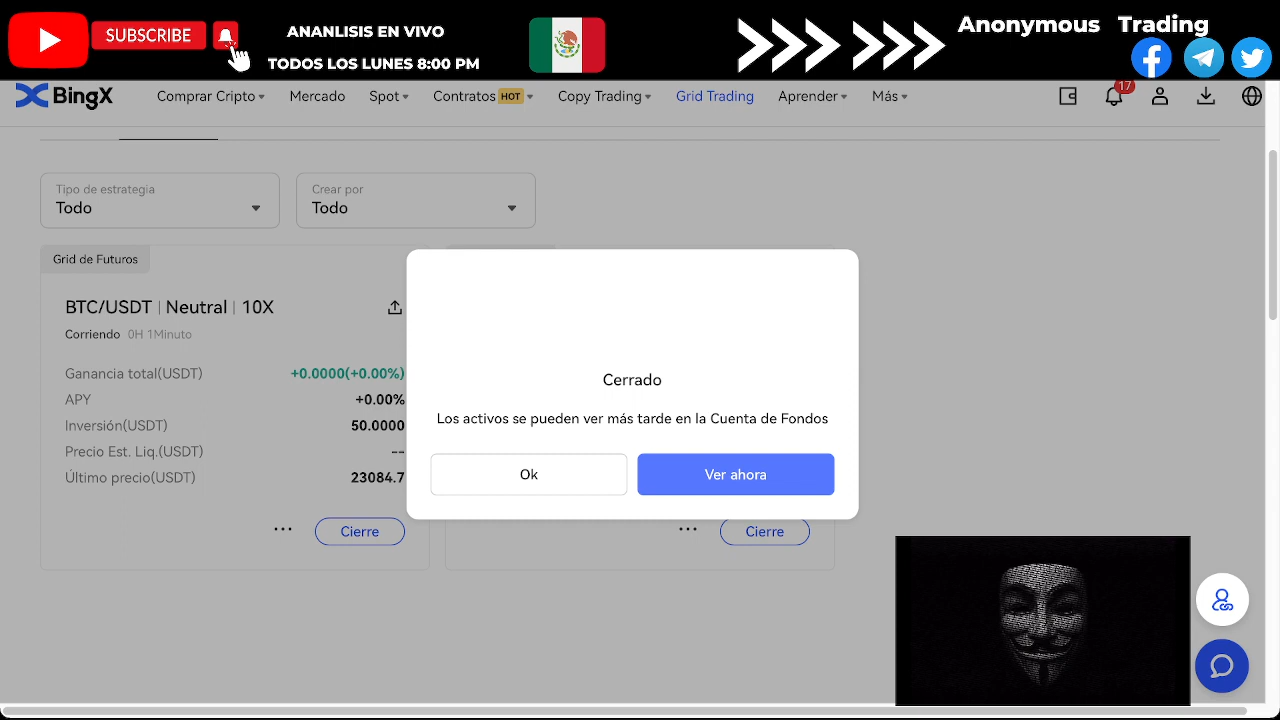 SUBSCRIBE
ANANLISIS EN VIVO
TODOS LOS LUNES 8:00 PM
Anonymous Trading
BingX
Comprar Cripto Mercado Spot Contratos HOT Copy Trading Grid Trading Aprender Más 17
Tipo de estrategia
Todo
Crear por
Todo
Grid de Futuros
BTC/USDT | Neutral | 10X
Corriendo 0H 1Minuto
Ganancia total(USDT) +0.0000(+0.00%)
APY +0.00%
Inversión(USDT) 50.0000
Precio Est. Liq.(USDT) --
Último precio(USDT) 23084.7
... Cierre
... Cierre
Cerrado
Los activos se pueden ver más tarde en la Cuenta de Fondos
Ok Ver ahora